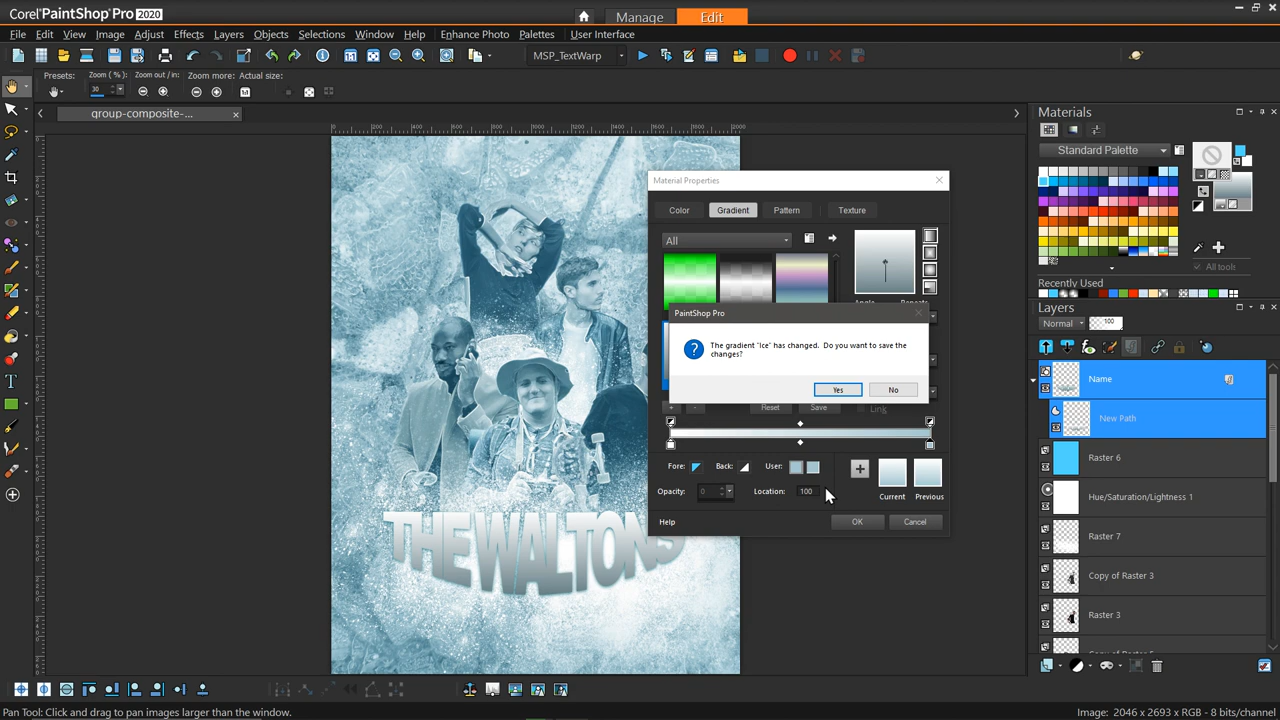 Corel®PaintShop Pro 2020
Manage
Edit
File Edit View Image Adjust Effects Layers Objects Selections Window Help Enhance Photo Palettes User Interface
MSP_TextWarp
Presets: Zoom ( % ): Zoom out / in: Zoom more: Actual size:
30
group-composite-...
Materials
Standard Palette
All tools
Recently Used
Layers
Normal 100
Name
New Path
Raster 6
Hue/Saturation/Lightness 1
Raster 7
Copy of Raster 3
Raster 3
Material Properties
Color Gradient Pattern Texture
All
PaintShop Pro
The gradient "Ice" has changed. Do you want to save the
changes?
Yes No
+ - Reset Save Link
Fore: Back: User:
Opacity: 0 Location: 100
Current Previous
Help OK Cancel
THE WALTONS
Pan Tool: Click and drag to pan images larger than the window.
Image: 2046 x 2693 x RGB - 8 bits/channel